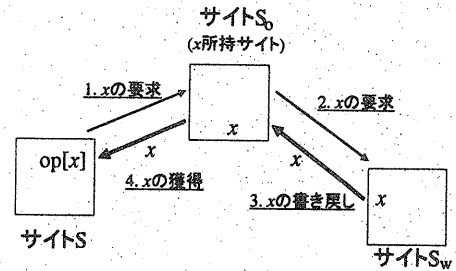 サイトS₀
(x所持サイト)
1. xの要求
2. xの要求
x
op[x]
x
4. xの獲得
x
3. xの書き戻し
x
サイトS
サイトSw